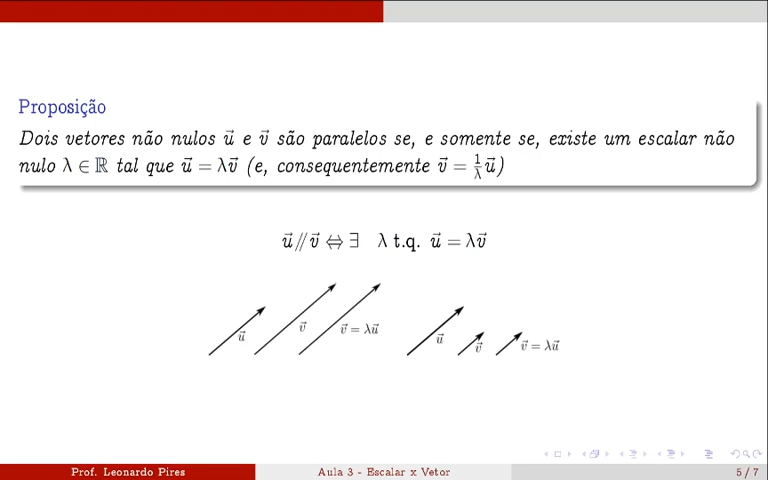 Proposição
Dois vetores não nulos u⃗ e v⃗ são paralelos se, e somente se, existe um escalar não
nulo λ ∈ ℝ tal que u⃗ = λv⃗ (e, consequentemente v⃗ = 1/λ u⃗)
u⃗ // v⃗ ⇔ ∃ λ t.q. u⃗ = λv⃗
u⃗ v⃗ v⃗ = λu⃗ u⃗ v⃗ v⃗ = λu⃗
Prof. Leonardo Pires Aula 3 - Escalar x Vetor 5 / 7